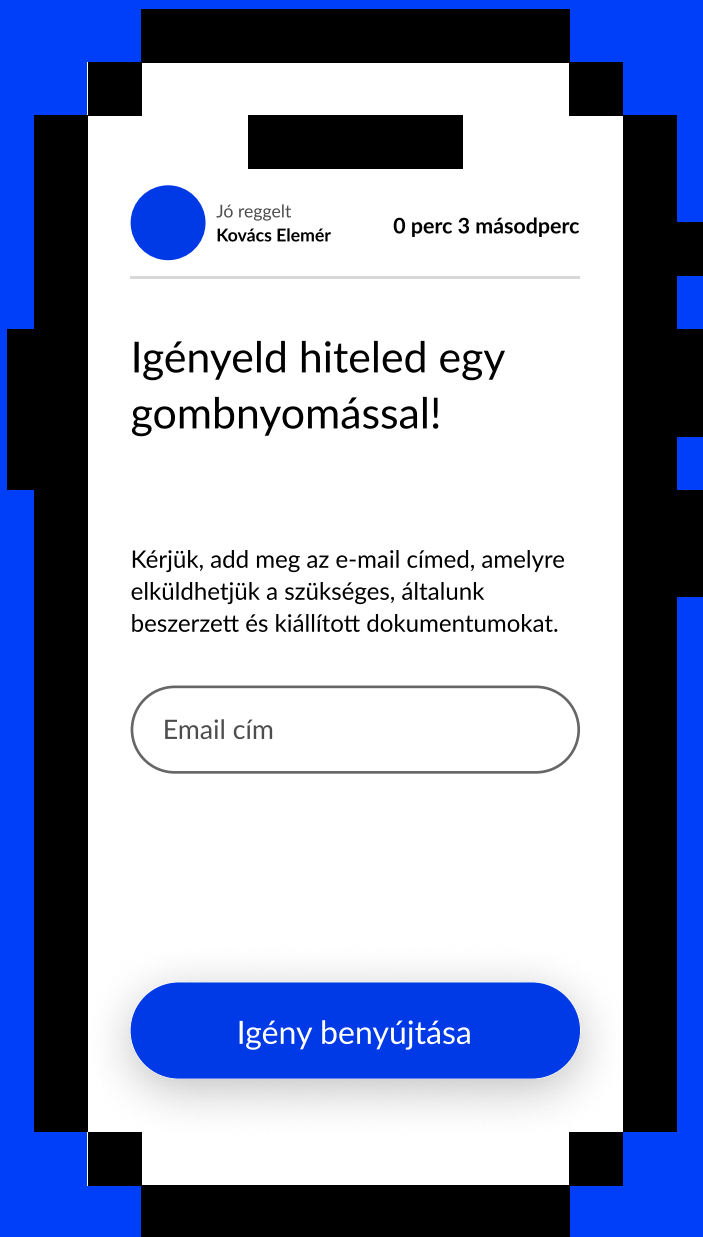 Jó reggelt
Kovács Elemér
0 perc 3 másodperc
Igényeld hiteled egy
gombnyomással!
Kérjük, add meg az e-mail címed, amelyre
elküldhetjük a szükséges, általunk
beszerzett és kiállított dokumentumokat.
Email cím
Igény benyújtása